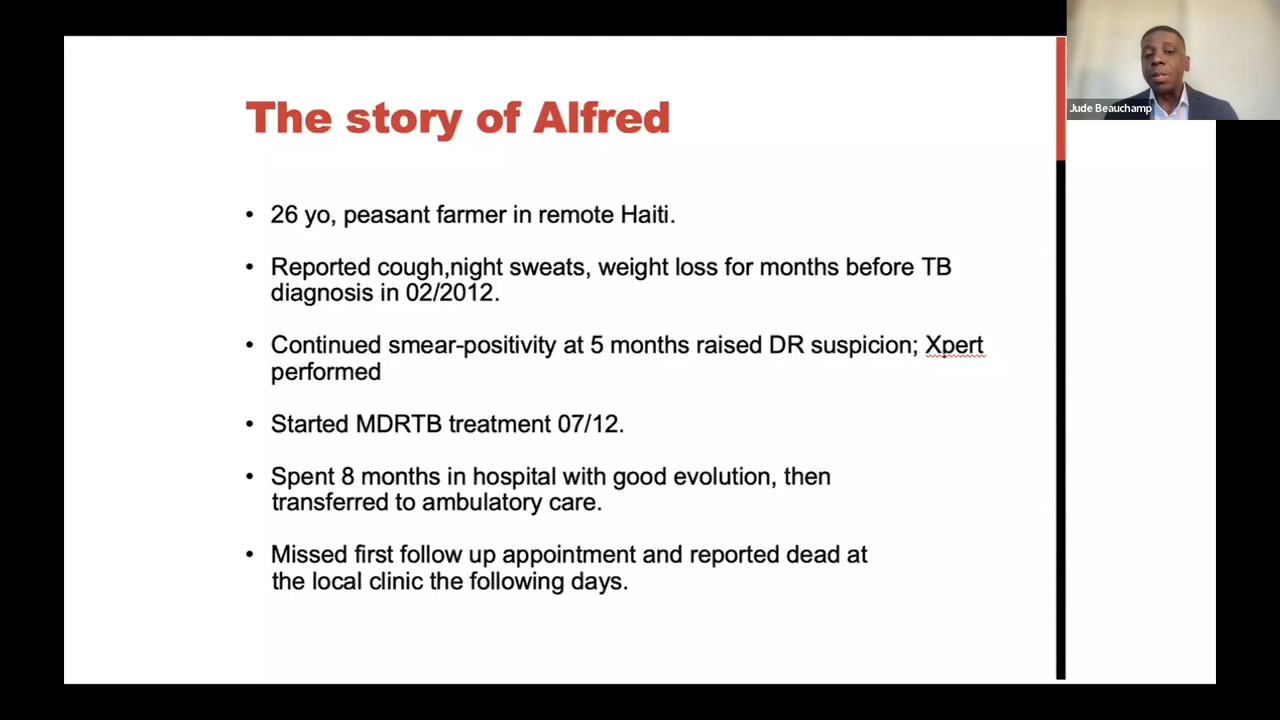 The story of Alfred
Jude Beauchamp
• 26 yo, peasant farmer in remote Haiti.
• Reported cough,night sweats, weight loss for months before TB
diagnosis in 02/2012.
• Continued smear-positivity at 5 months raised DR suspicion; Xpert
performed
• Started MDRTB treatment 07/12.
• Spent 8 months in hospital with good evolution, then
transferred to ambulatory care.
• Missed first follow up appointment and reported dead at
the local clinic the following days.